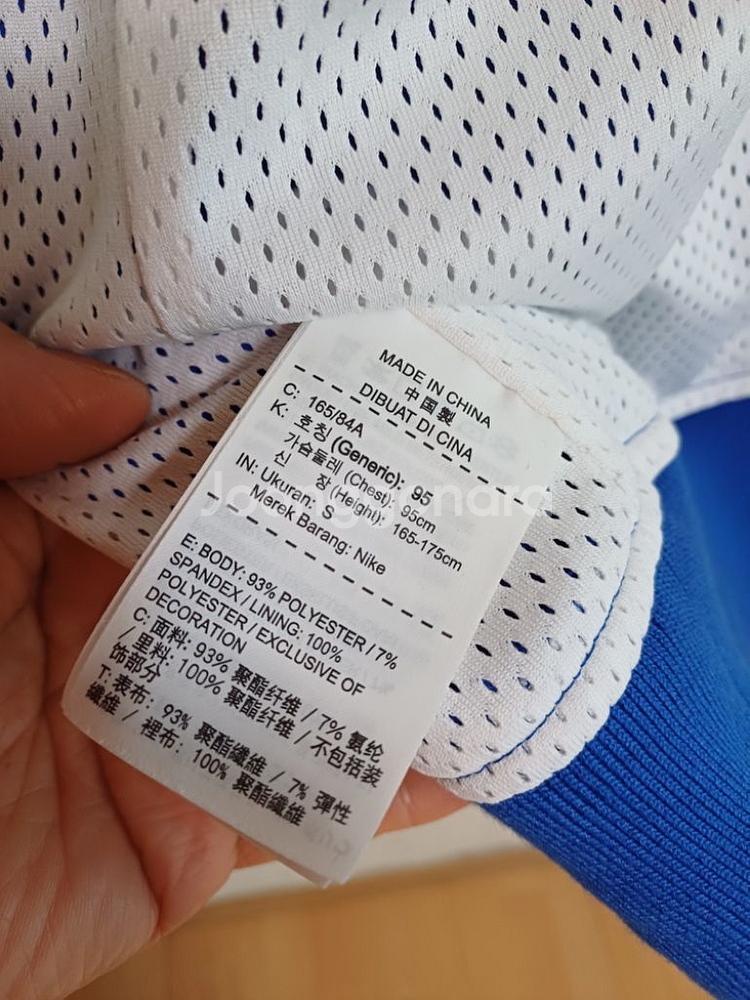 MADE IN CHINA
中国製
DIBUAT DI CINA
C: 165/84A
K: 호칭 (Generic): 95
가슴둘레 (Chest): 95cm
신 장 (Height): 165-175cm
IN: Ukuran: S
Merek Barang: Nike
E: BODY: 93% POLYESTER / 7%
SPANDEX / LINING: 100%
POLYESTER / EXCLUSIVE OF
DECORATION
C: 面料: 93% 聚酯纤维 / 7% 氨纶
/ 里料: 100% 聚酯纤维 / 不包括装
饰部分
T: 表布: 93% 聚酯纖維 / 7% 彈性
纖維 / 裡布: 100% 聚酯纖維
Joonggonara